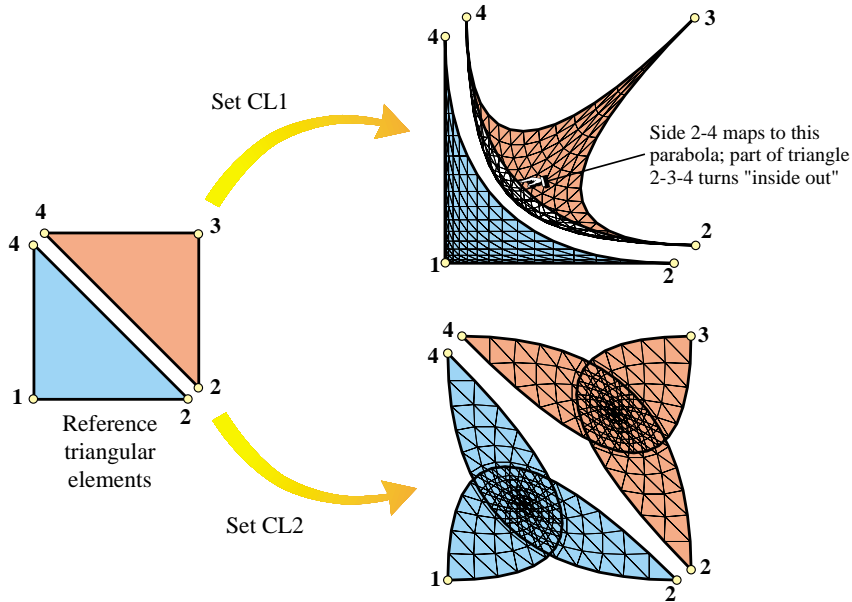 4
4
3
4
Set CL1
Side 2-4 maps to this
parabola; part of triangle
2-3-4 turns "inside out"
4
3
4
2
1
2
4
3
4
1
2
2
Reference
triangular
elements
Set CL2
2
1
2